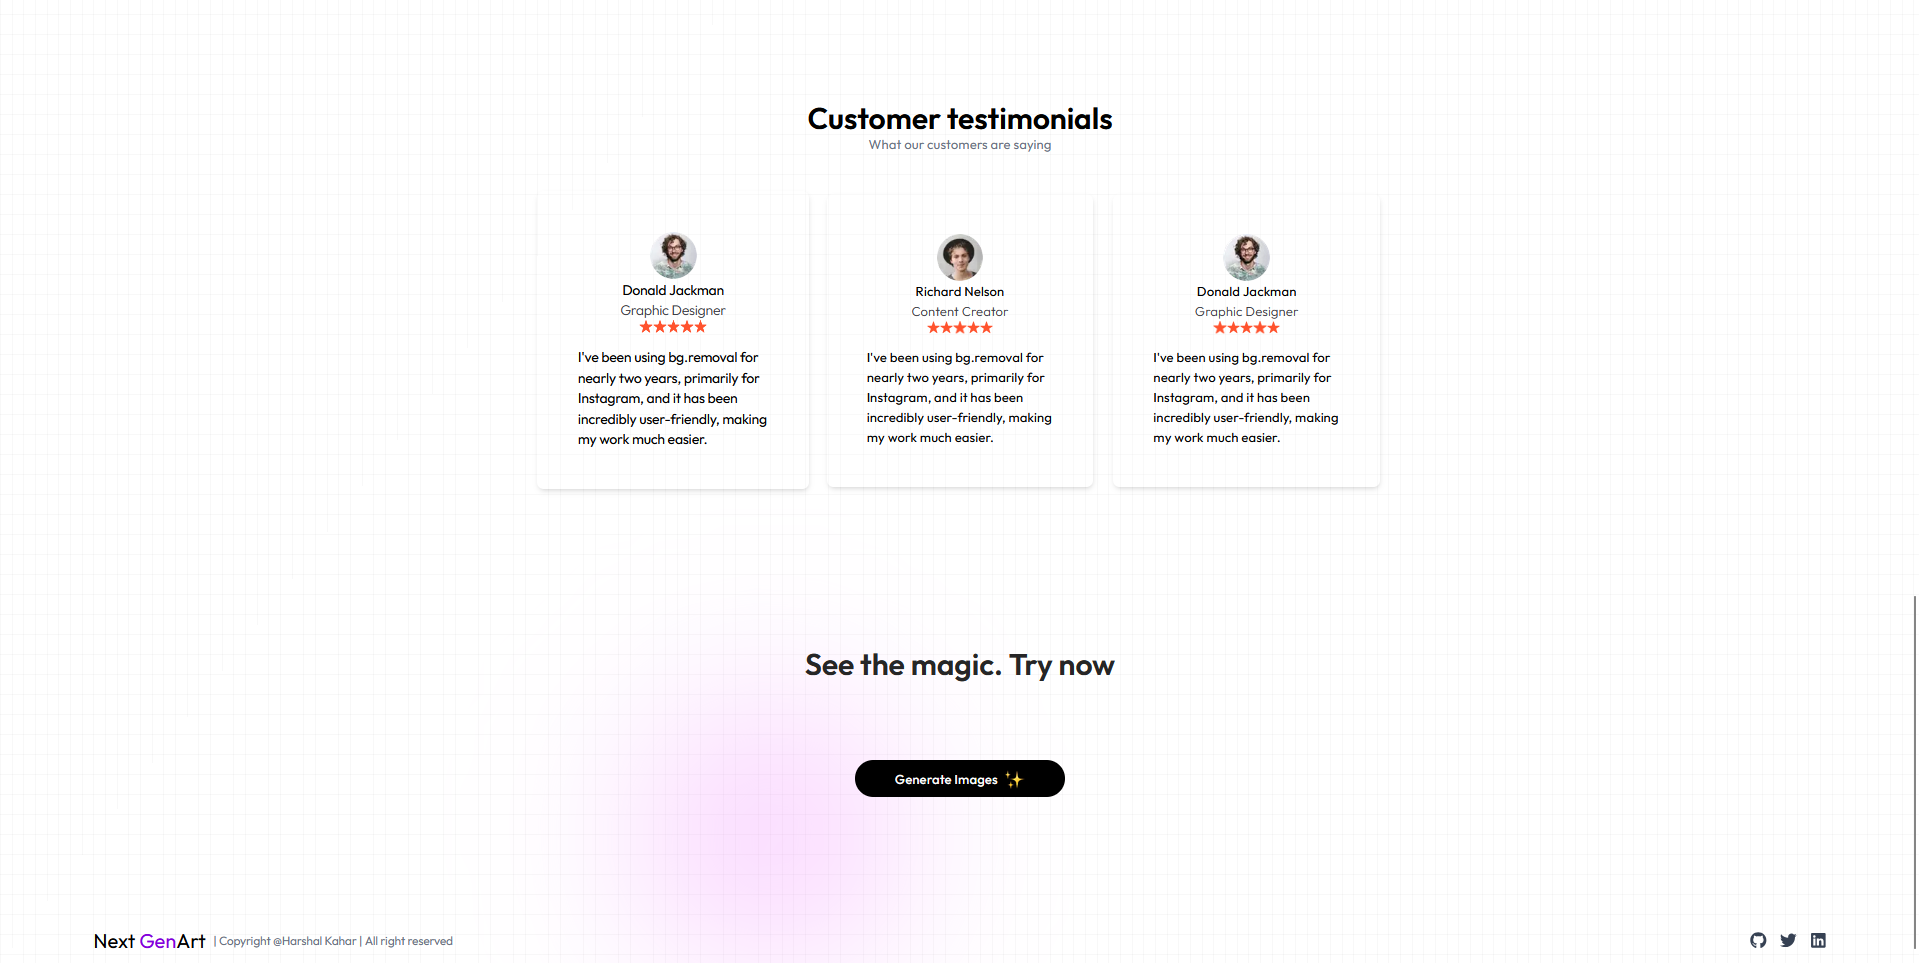 Customer testimonials
What our customers are saying
Donald Jackman
Graphic Designer
I've been using bg.removal for
nearly two years, primarily for
Instagram, and it has been
incredibly user-friendly, making
my work much easier.
Richard Nelson
Content Creator
I've been using bg.removal for
nearly two years, primarily for
Instagram, and it has been
incredibly user-friendly, making
my work much easier.
Donald Jackman
Graphic Designer
I've been using bg.removal for
nearly two years, primarily for
Instagram, and it has been
incredibly user-friendly, making
my work much easier.
See the magic. Try now
Generate Images ✨
Next GenArt | Copyright @Harshal Kahar | All right reserved